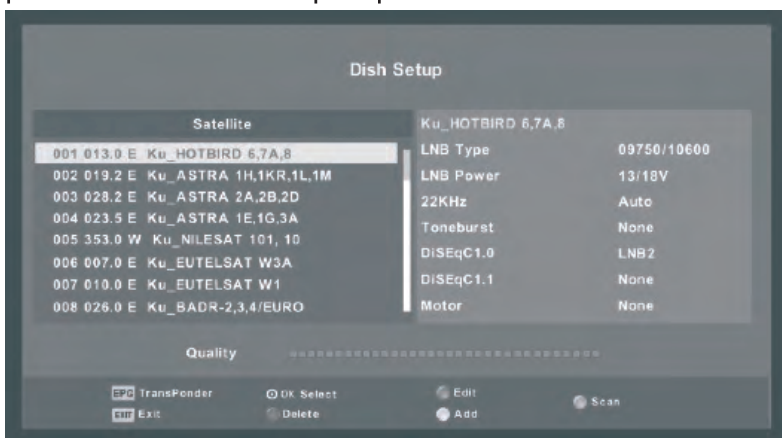 Dish Setup
Satellite
001 013.0 E Ku_HOTBIRD 6,7A,8
002 019.2 E Ku_ASTRA 1H,1KR,1L,1M
003 028.2 E Ku_ASTRA 2A,2B,2D
004 023.5 E Ku_ASTRA 1E,1G,3A
005 353.0 W Ku_NILESAT 101, 10
006 007.0 E Ku_EUTELSAT W3A
007 010.0 E Ku_EUTELSAT W1
008 026.0 E Ku_BADR-2,3,4/EURO
Ku_HOTBIRD 6,7A,8
LNB Type 09750/10600
LNB Power 13/18V
22KHz Auto
Toneburst None
DiSEqC1.0 LNB2
DiSEqC1.1 None
Motor None
Quality
EPG TransPonder OK Select Edit Scan
EXIT Exit Delete Add